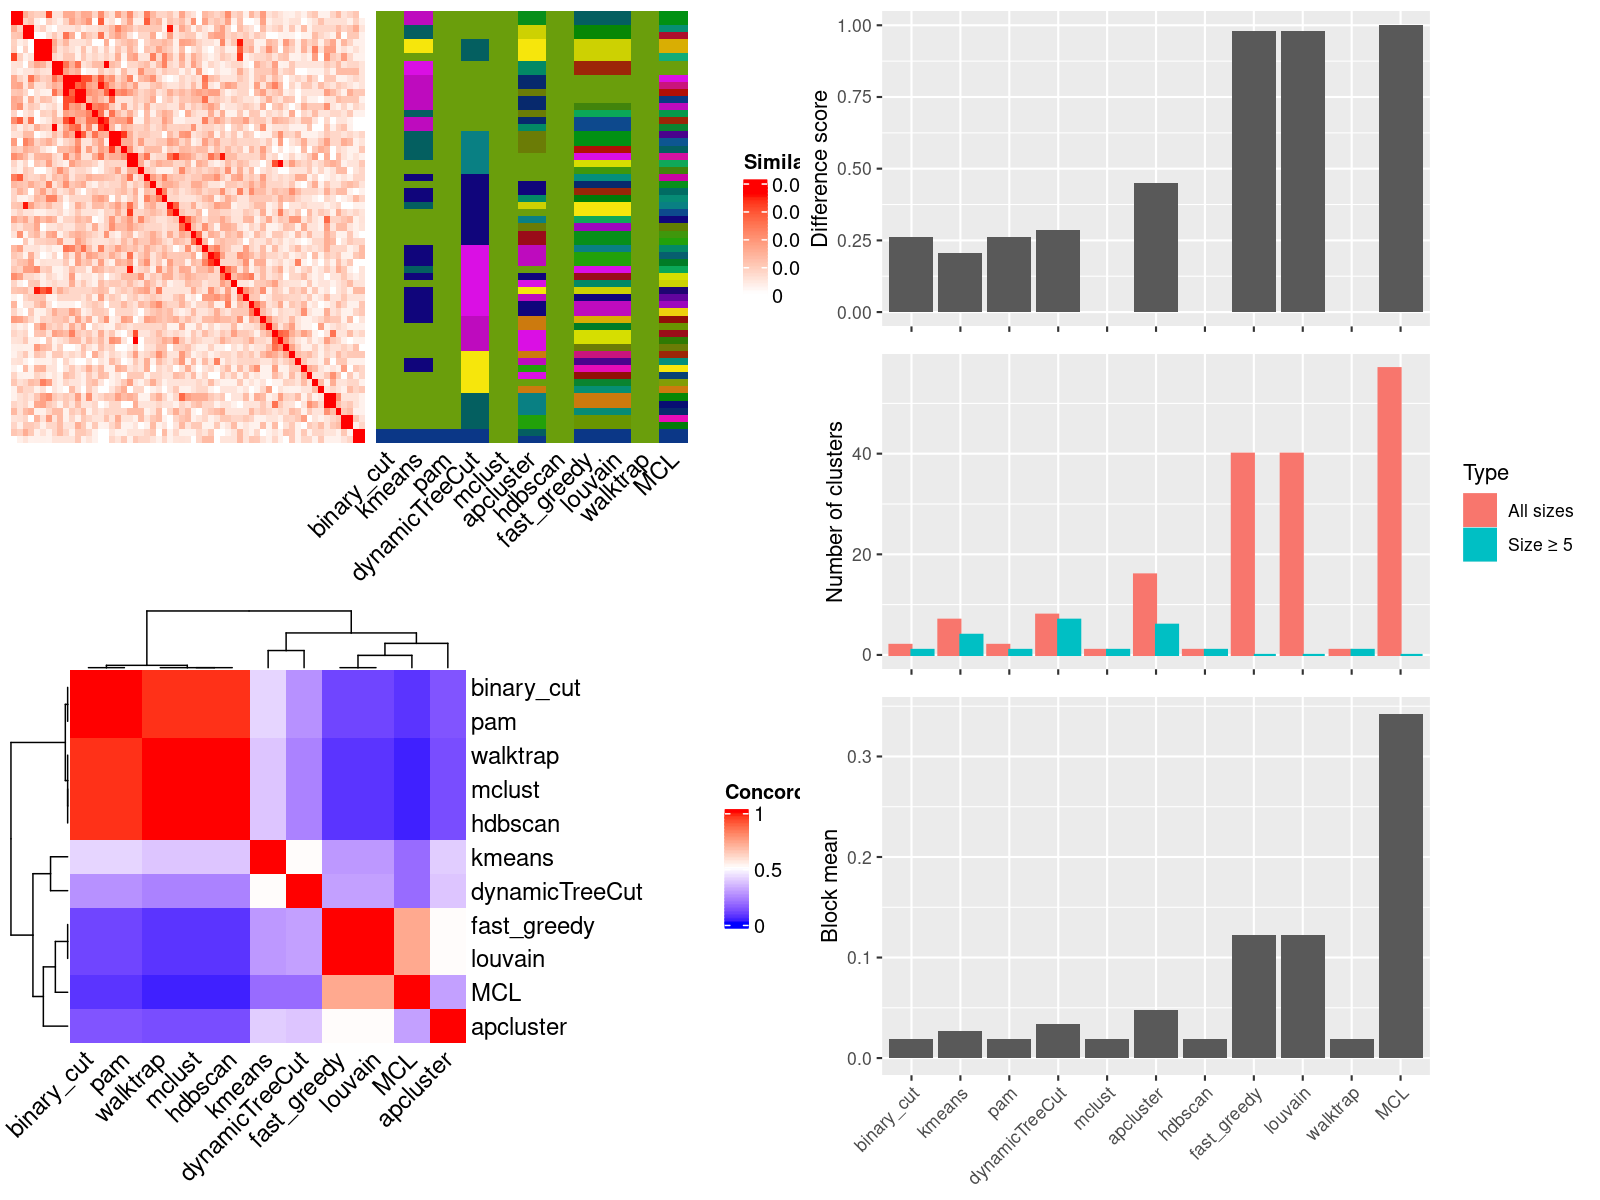 Simila
0.0
0.0
0.0
0.0
0
binary_cut
kmeans
pam
dynamicTreeCut
mclust
apcluster
hdbscan
fast_greedy
louvain
walktrap
MCL
binary_cut
pam
walktrap
mclust
hdbscan
kmeans
dynamicTreeCut
fast_greedy
louvain
MCL
apcluster
binary_cut
pam
walktrap
mclust
hdbscan
kmeans
dynamicTreeCut
fast_greedy
louvain
MCL
apcluster
Concord
1
0.5
0
Difference score
1.00
0.75
0.50
0.25
0.00
Number of clusters
40
20
0
Type
All sizes
Size ≥ 5
Block mean
0.3
0.2
0.1
0.0
binary_cut
kmeans
pam
dynamicTreeCut
mclust
apcluster
hdbscan
fast_greedy
louvain
walktrap
MCL